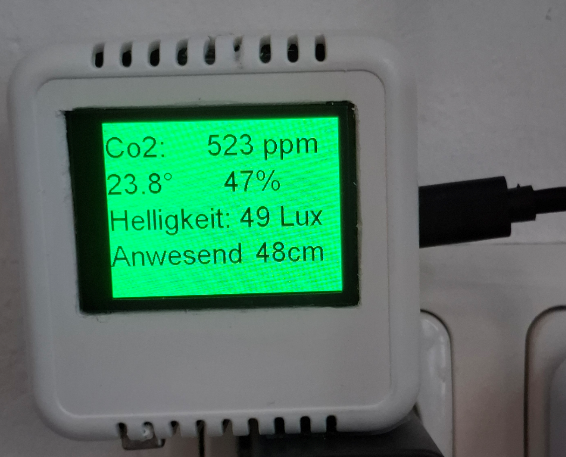 Co2: 523 ppm
23.8° 47%
Helligkeit: 49 Lux
Anwesend 48cm